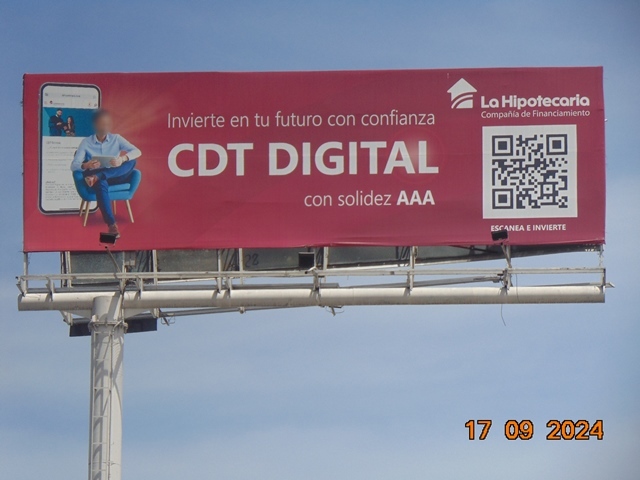 Invierte en tu futuro con confianza
CDT DIGITAL
con solidez AAA
La Hipotecaria
Compañía de Financiamiento
ESCANEA E INVIERTE
17 09 2024